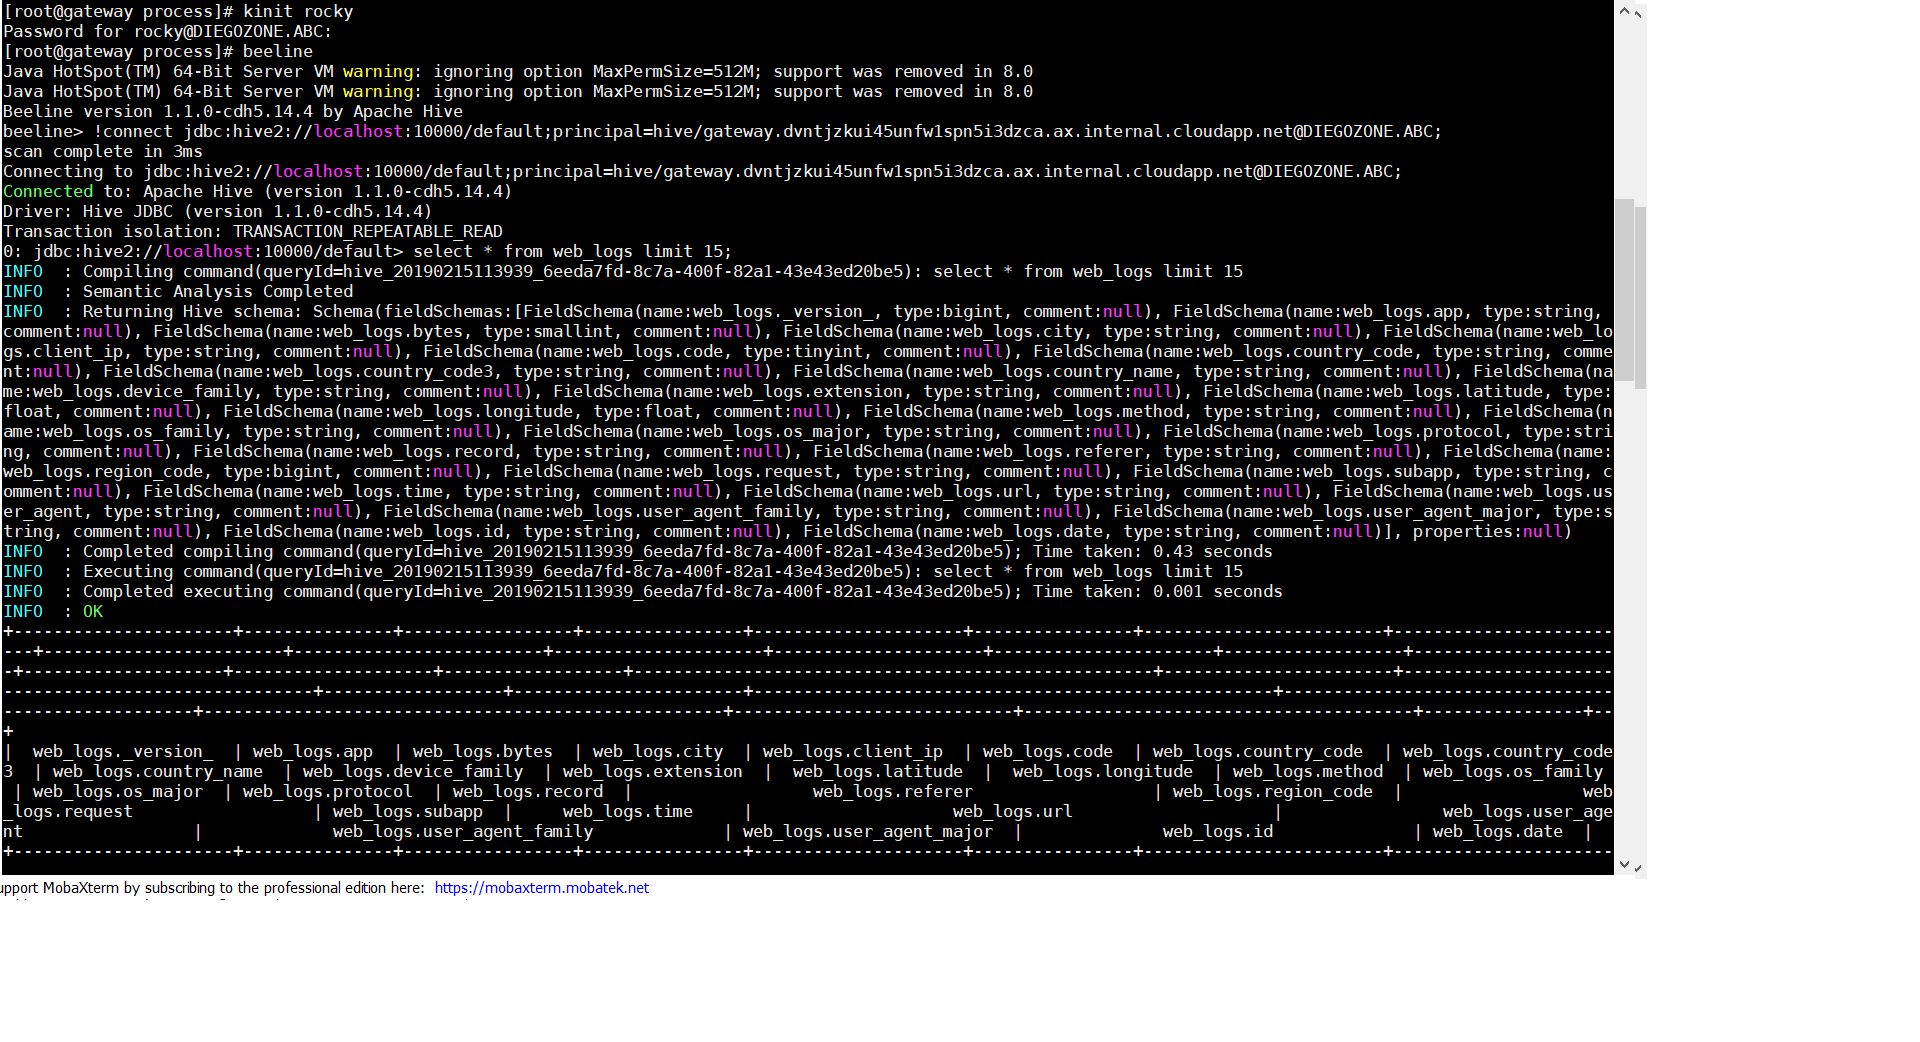 [root@gateway process]# kinit rocky
Password for rocky@DIEGOZONE.ABC:
[root@gateway process]# beeline
Java HotSpot(TM) 64-Bit Server VM warning: ignoring option MaxPermSize=512M; support was removed in 8.0
Java HotSpot(TM) 64-Bit Server VM warning: ignoring option MaxPermSize=512M; support was removed in 8.0
Beeline version 1.1.0-cdh5.14.4 by Apache Hive
beeline> !connect jdbc:hive2://localhost:10000/default;principal=hive/gateway.dvntjzkui45unfw1spn5i3dzca.ax.internal.cloudapp.net@DIEGOZONE.ABC;
scan complete in 3ms
Connecting to jdbc:hive2://localhost:10000/default;principal=hive/gateway.dvntjzkui45unfw1spn5i3dzca.ax.internal.cloudapp.net@DIEGOZONE.ABC;
Connected to: Apache Hive (version 1.1.0-cdh5.14.4)
Driver: Hive JDBC (version 1.1.0-cdh5.14.4)
Transaction isolation: TRANSACTION_REPEATABLE_READ
0: jdbc:hive2://localhost:10000/default> select * from web_logs limit 15;
INFO  : Compiling command(queryId=hive_20190215113939_6eeda7fd-8c7a-400f-82a1-43e43ed20be5): select * from web_logs limit 15
INFO  : Semantic Analysis Completed
INFO  : Returning Hive schema: Schema(fieldSchemas:[FieldSchema(name:web_logs._version_, type:bigint, comment:null), FieldSchema(name:web_logs.app, type:string,
comment:null), FieldSchema(name:web_logs.bytes, type:smallint, comment:null), FieldSchema(name:web_logs.city, type:string, comment:null), FieldSchema(name:web_lo
gs.client_ip, type:string, comment:null), FieldSchema(name:web_logs.code, type:tinyint, comment:null), FieldSchema(name:web_logs.country_code, type:string, comme
nt:null), FieldSchema(name:web_logs.country_code3, type:string, comment:null), FieldSchema(name:web_logs.country_name, type:string, comment:null), FieldSchema(na
me:web_logs.device_family, type:string, comment:null), FieldSchema(name:web_logs.extension, type:string, comment:null), FieldSchema(name:web_logs.latitude, type:
float, comment:null), FieldSchema(name:web_logs.longitude, type:float, comment:null), FieldSchema(name:web_logs.method, type:string, comment:null), FieldSchema(n
ame:web_logs.os_family, type:string, comment:null), FieldSchema(name:web_logs.os_major, type:string, comment:null), FieldSchema(name:web_logs.protocol, type:stri
ng, comment:null), FieldSchema(name:web_logs.record, type:string, comment:null), FieldSchema(name:web_logs.referer, type:string, comment:null), FieldSchema(name:
web_logs.region_code, type:bigint, comment:null), FieldSchema(name:web_logs.request, type:string, comment:null), FieldSchema(name:web_logs.subapp, type:string, c
omment:null), FieldSchema(name:web_logs.time, type:string, comment:null), FieldSchema(name:web_logs.url, type:string, comment:null), FieldSchema(name:web_logs.us
er_agent, type:string, comment:null), FieldSchema(name:web_logs.user_agent_family, type:string, comment:null), FieldSchema(name:web_logs.user_agent_major, type:s
tring, comment:null), FieldSchema(name:web_logs.id, type:string, comment:null), FieldSchema(name:web_logs.date, type:string, comment:null)], properties:null)
INFO  : Completed compiling command(queryId=hive_20190215113939_6eeda7fd-8c7a-400f-82a1-43e43ed20be5); Time taken: 0.43 seconds
INFO  : Executing command(queryId=hive_20190215113939_6eeda7fd-8c7a-400f-82a1-43e43ed20be5): select * from web_logs limit 15
INFO  : Completed executing command(queryId=hive_20190215113939_6eeda7fd-8c7a-400f-82a1-43e43ed20be5); Time taken: 0.001 seconds
INFO  : OK
| web_logs._version_ | web_logs.app | web_logs.bytes | web_logs.city | web_logs.client_ip | web_logs.code | web_logs.country_code | web_logs.country_code
3 | web_logs.country_name | web_logs.device_family | web_logs.extension | web_logs.latitude | web_logs.longitude | web_logs.method | web_logs.os_family
| web_logs.os_major | web_logs.protocol | web_logs.record | web_logs.referer | web_logs.region_code | web
_logs.request | web_logs.subapp | web_logs.time | web_logs.url | web_logs.user_age
nt | web_logs.user_agent_family | web_logs.user_agent_major | web_logs.id | web_logs.date |
upport MobaXterm by subscribing to the professional edition here: https://mobaxterm.mobatek.net